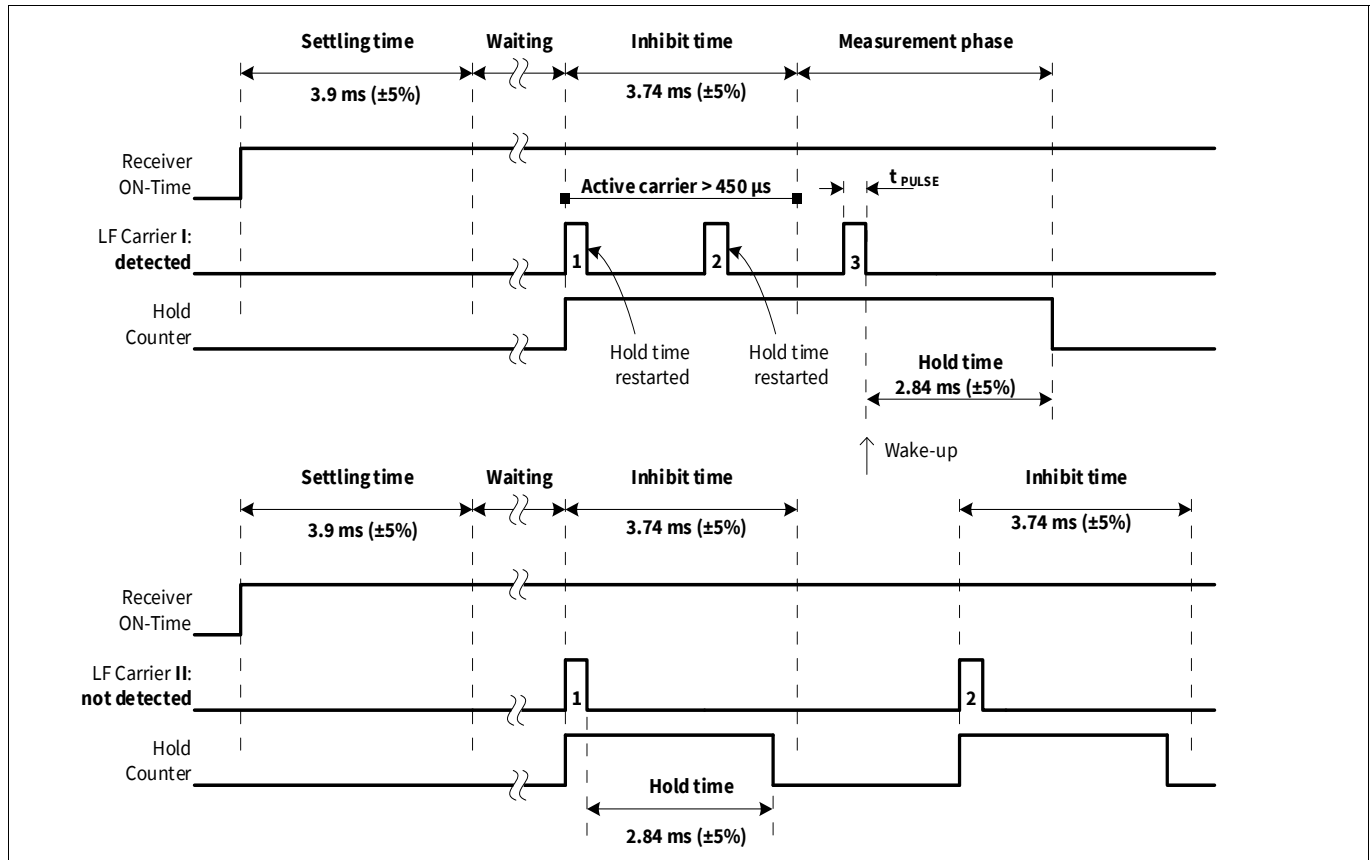 Settling time Waiting Inhibit time Measurement phase
3.9 ms (±5%) 3.74 ms (±5%)
Receiver
ON-Time
Active carrier > 450 µs
t PULSE
LF Carrier I:
detected
1 2 3
Hold
Counter
Hold time
restarted
Hold time
restarted
Hold time
2.84 ms (±5%)
Wake-up
Settling time Waiting Inhibit time Inhibit time
3.9 ms (±5%) 3.74 ms (±5%) 3.74 ms (±5%)
Receiver
ON-Time
LF Carrier II:
not detected
1 2
Hold
Counter
Hold time
2.84 ms (±5%)